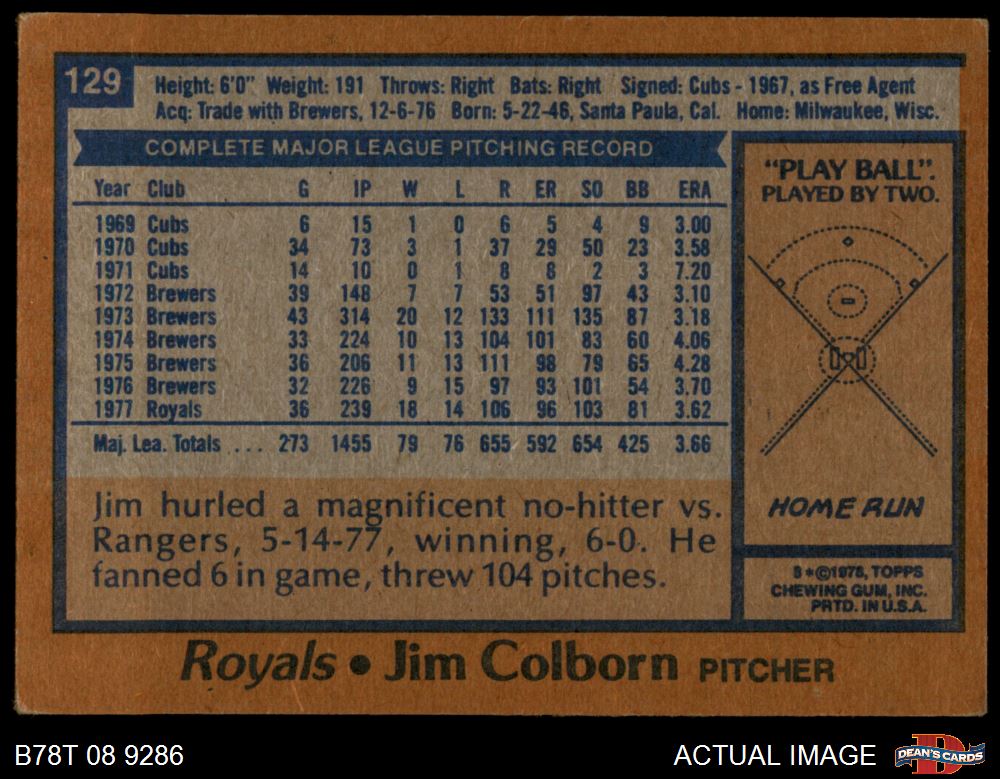 129
Height: 6'0" Weight: 191 Throws: Right Bats: Right Signed: Cubs - 1967, as Free Agent
Acq: Trade with Brewers, 12-6-76 Born: 5-22-46, Santa Paula, Cal. Home: Milwaukee, Wisc.
COMPLETE MAJOR LEAGUE PITCHING RECORD
Year Club G IP W L R ER SO BB ERA
1969 Cubs 6 15 1 0 6 5 4 9 3.00
1970 Cubs 34 73 3 1 37 29 50 23 3.58
1971 Cubs 14 10 0 1 8 8 2 3 7.20
1972 Brewers 39 148 7 7 53 51 97 43 3.10
1973 Brewers 43 314 20 12 133 111 135 87 3.18
1974 Brewers 33 224 10 13 104 101 83 60 4.06
1975 Brewers 36 206 11 13 111 98 79 65 4.28
1976 Brewers 32 226 9 15 97 93 101 54 3.70
1977 Royals 36 239 18 14 106 96 103 81 3.62
Maj. Lea. Totals .... 273 1455 79 76 655 592 654 425 3.66
Jim hurled a magnificent no-hitter vs.
Rangers, 5-14-77, winning, 6-0. He
fanned 6 in game, threw 104 pitches.
"PLAY BALL".
PLAYED BY TWO.
HOME RUN
©1978, TOPPS
CHEWING GUM, INC.
PRTD. IN U.S.A.
Royals • Jim Colborn PITCHER
B78T 08 9286
ACTUAL IMAGE
D
DEAN'S CARDS